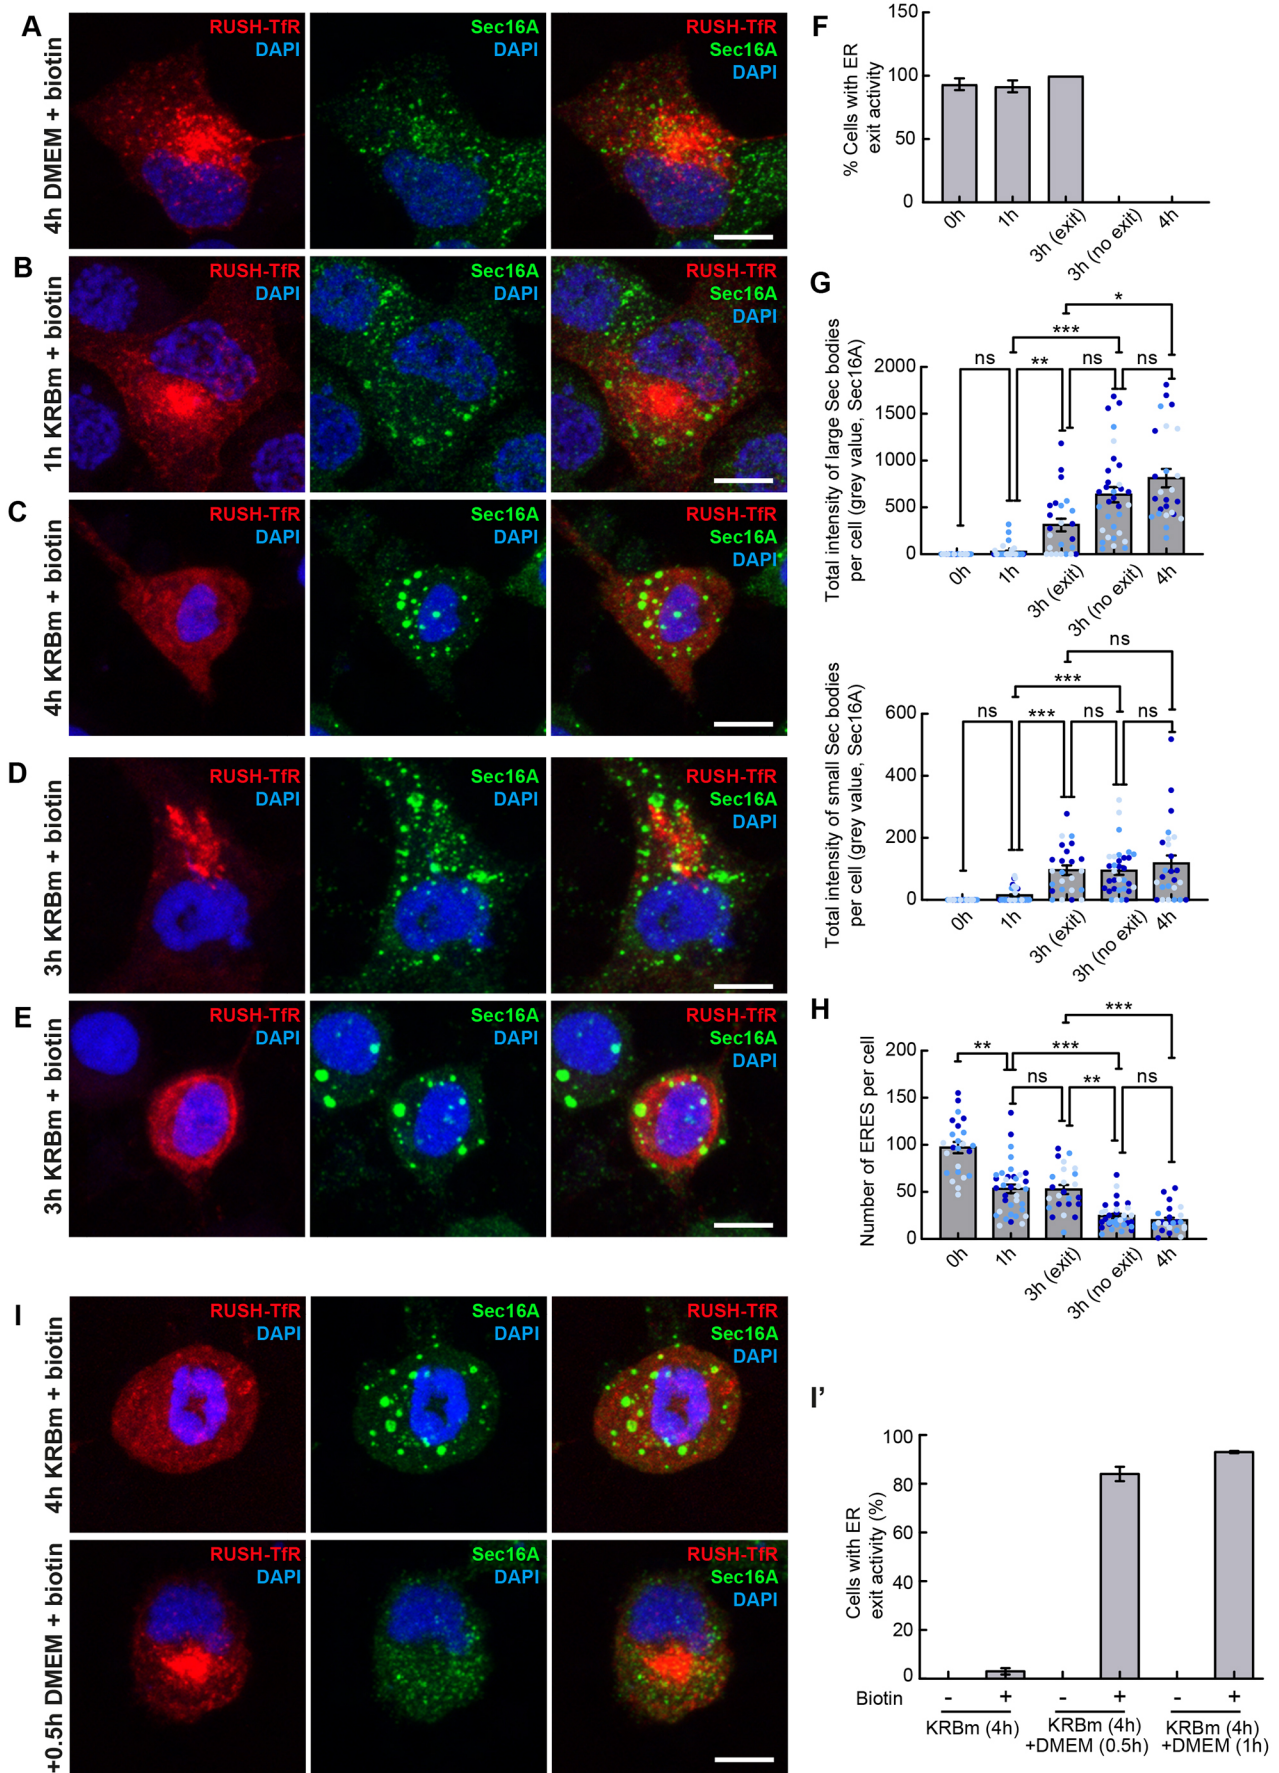 A
4h DMEM + biotin
RUSH-TfR
DAPI
Sec16A
DAPI
RUSH-TfR
Sec16A
DAPI
B
1h KRBm + biotin
RUSH-TfR
DAPI
Sec16A
DAPI
RUSH-TfR
Sec16A
DAPI
C
4h KRBm + biotin
RUSH-TfR
DAPI
Sec16A
DAPI
RUSH-TfR
Sec16A
DAPI
D
3h KRBm + biotin
RUSH-TfR
DAPI
Sec16A
DAPI
RUSH-TfR
Sec16A
DAPI
E
3h KRBm + biotin
RUSH-TfR
DAPI
Sec16A
DAPI
RUSH-TfR
Sec16A
DAPI
F
% Cells with ER
exit activity
150
100
50
0
0h
1h
3h (exit)
3h (no exit)
4h
G
Total intensity of large Sec bodies
per cell (grey value, Sec16A)
*
***
ns
**
ns
ns
2000
1500
1000
500
0
0h
1h
3h (exit)
3h (no exit)
4h
Total intensity of small Sec bodies
per cell (grey value, Sec16A)
ns
***
ns
***
ns
ns
600
400
200
0
0h
1h
3h (exit)
3h (no exit)
4h
H
Number of ERES per cell
***
**
***
ns
**
ns
200
150
100
50
0
0h
1h
3h (exit)
3h (no exit)
4h
I
4h KRBm + biotin
RUSH-TfR
DAPI
Sec16A
DAPI
RUSH-TfR
Sec16A
DAPI
+0.5h DMEM + biotin
RUSH-TfR
DAPI
Sec16A
DAPI
RUSH-TfR
Sec16A
DAPI
I’
Cells with ER
exit activity (%)
100
80
60
40
20
0
Biotin - + - + - +
KRBm (4h)
KRBm (4h)
+DMEM (0.5h)
KRBm (4h)
+DMEM (1h)